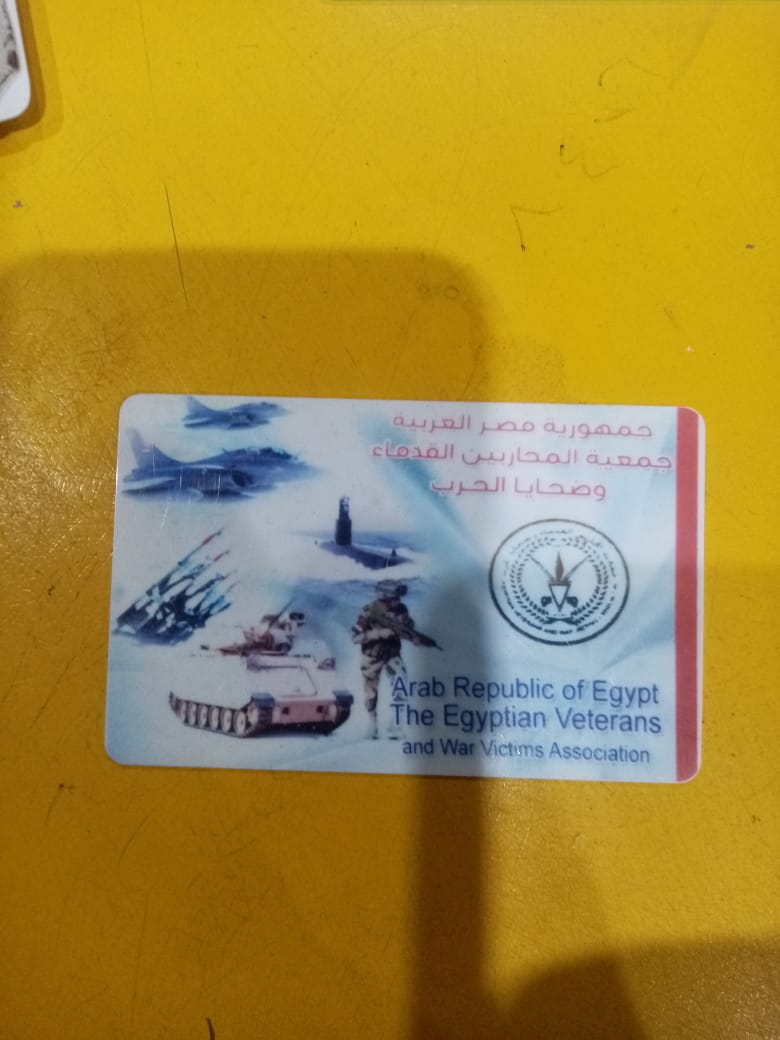 جمهورية مصر العربية
جمعية المحاربين القدماء
وضحايا الحرب
Arab Republic of Egypt
The Egyptian Veterans
and War Victims Association